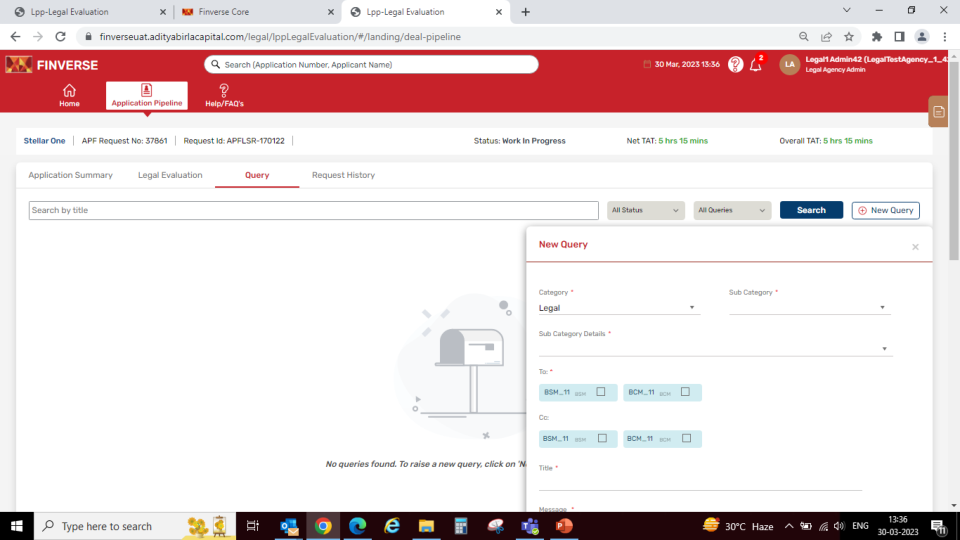 Lpp-Legal Evaluation
Finverse Core
Lpp-Legal Evaluation
finverseuat.adityabirlacapital.com/legal/lppLegalEvaluation/#/landing/deal-pipeline
FINVERSE
Search (Application Number, Applicant Name)
30 Mar, 2023 13:36
2
LA
Legal1 Admin42 (LegalTestAgency_1_4
Legal Agency Admin
Home
Application Pipeline
Help/FAQ's
Stellar One
APF Request No: 37861
Request Id: APFLSR-170122
Status: Work In Progress
Net TAT: 5 hrs 15 mins
Overall TAT: 5 hrs 15 mins
Application Summary
Legal Evaluation
Query
Request History
Search by title
All Status
All Queries
Search
New Query
New Query
Category *
Sub Category *
Legal
Sub Category Details *
To: *
BSM_11 BSM
BCM_11 BCM
Cc:
BSM_11 BSM
BCM_11 BCM
No queries found. To raise a new query, click on 'N
Title *
Message *
Type here to search
30°C Haze
ENG
13:36
30-03-2023
11